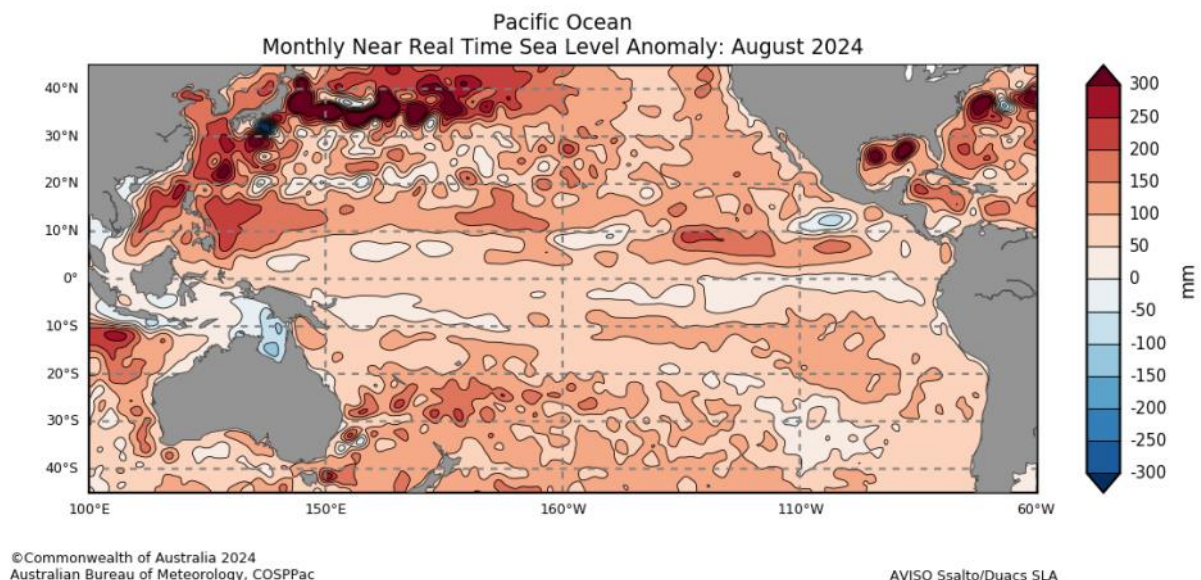 Pacific Ocean
Monthly Near Real Time Sea Level Anomaly: August 2024
40°N
30°N
20°N
10°N
0°
10°S
20°S
30°S
40°S
100°E
150°E
160°W
110°W
60°W
300
250
200
150
100
50
0
-50
-100
-150
-200
-250
-300
mm
©Commonwealth of Australia 2024
Australian Bureau of Meteorology, COSPPac
AVISO Ssalto/Duacs SLA